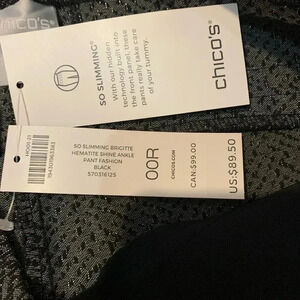 CHICO'S
SO SLIMMING®
With our hidden
technology built into
the front panel, these
pants really take care
of your tummy.
chico's®
SO SLIMMING BRIGITTE
HEMATITE SHINE ANKLE
PANT FASHION
BLACK
570316125
OOR
CHICOS.COM
CAN:$99.00
US:$89.50